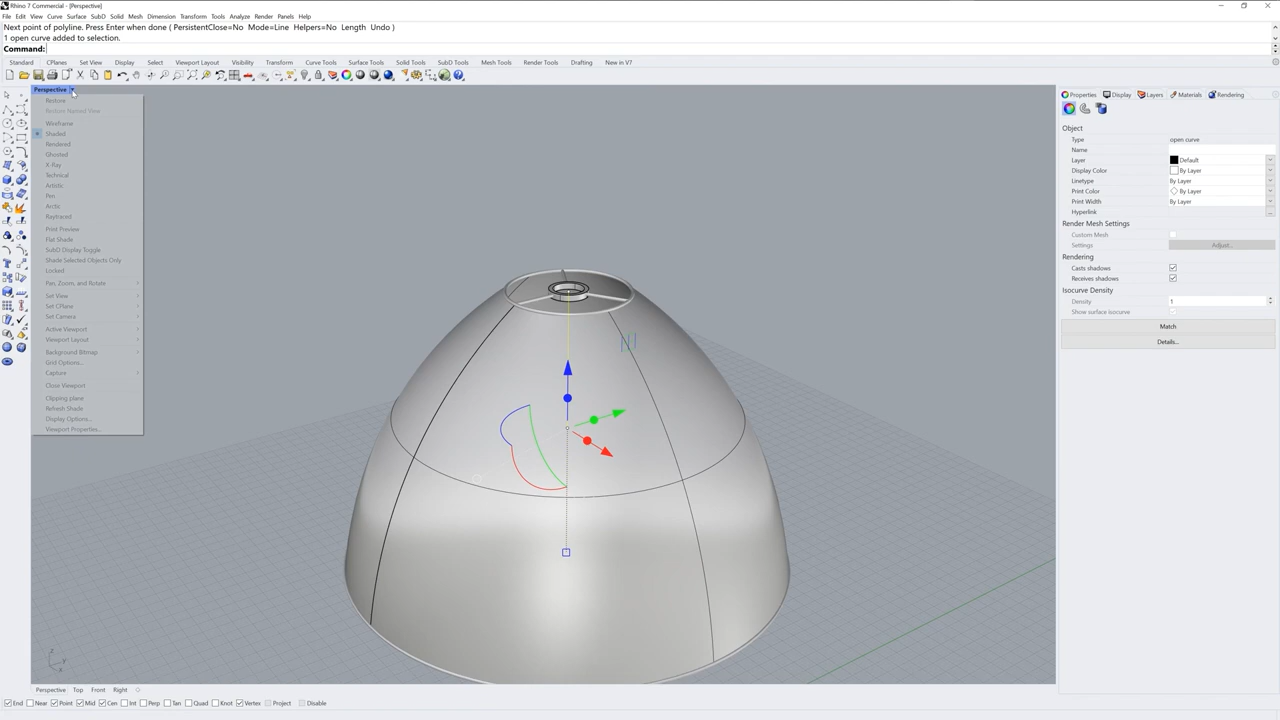 Rhino 7 Commercial - [Perspective]
File Edit View Curve Surface SubD Solid Mesh Dimension Transform Tools Analyze Render Panels Help
Next point of polyline. Press Enter when done ( PersistentClose=No Mode=Line Helpers=No Length Undo )
1 open curve added to selection.
Command:
Standard CPlanes Set View Display Select Viewport Layout Visibility Transform Curve Tools Surface Tools Solid Tools SubD Tools Mesh Tools Render Tools Drafting New in V7
Perspective
Restore
Restore Named View
Wireframe
Shaded
Rendered
Ghosted
X-Ray
Technical
Artistic
Pen
Arctic
Raytraced
Print Preview
Flat Shade
SubD Display Toggle
Shade Selected Objects Only
Locked
Pan, Zoom, and Rotate
Set View
Set CPlane
Set Camera
Active Viewport
Viewport Layout
Background Bitmap
Grid Options...
Capture
Close Viewport
Clipping plane
Refresh Shade
Display Options...
Viewport Properties...
z
y
x
Properties Display Layers Materials Rendering
Object
Type open curve
Name
Layer Default
Display Color By Layer
Linetype By Layer
Print Color By Layer
Print Width By Layer
Hyperlink ...
Render Mesh Settings
Custom Mesh
Settings Adjust...
Rendering
Casts shadows
Receives shadows
Isocurve Density
Density 1
Show surface isocurve
Match
Details...
Perspective Top Front Right
End Near Point Mid Cen Int Perp Tan Quad Knot Vertex Project Disable